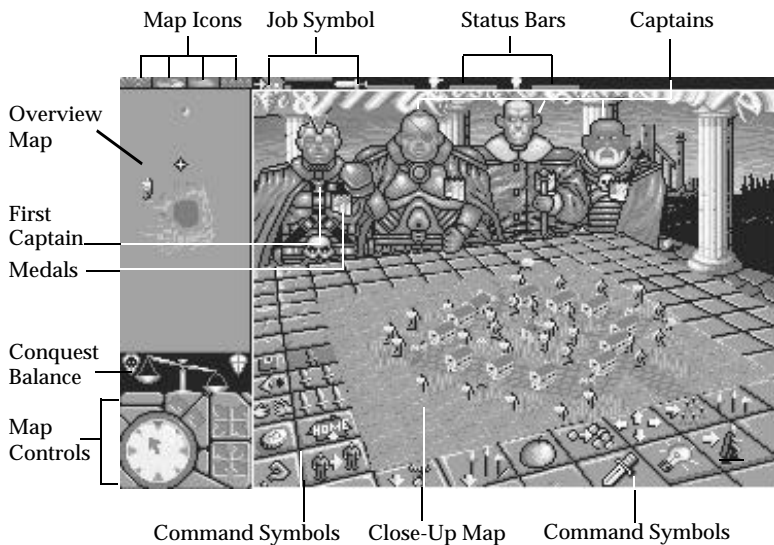 Map Icons Job Symbol Status Bars Captains
Overview
Map
First
Captain
Medals
Conquest
Balance
Map
Controls
HOME
Command Symbols Close-Up Map Command Symbols